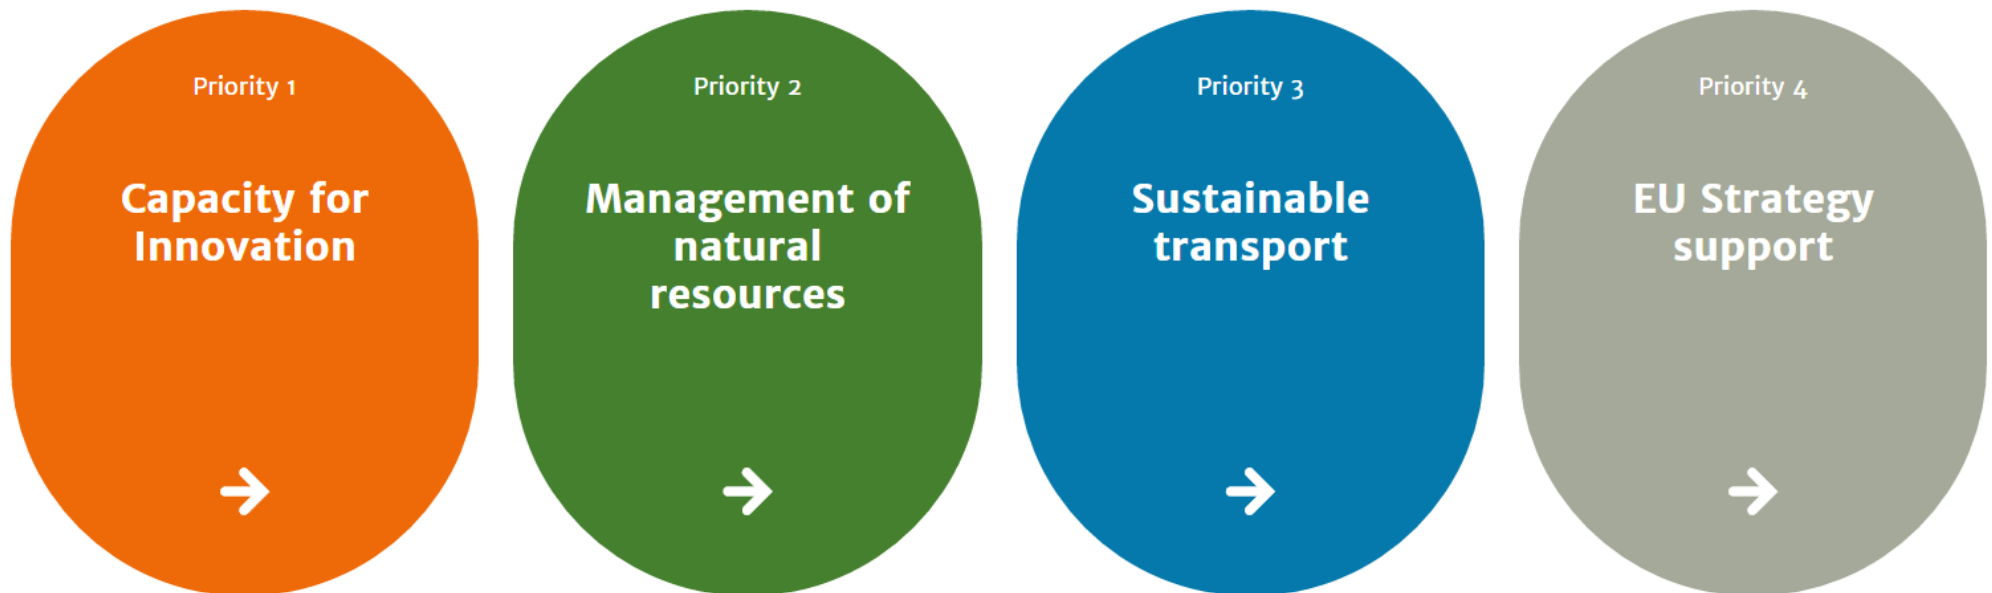 Priority 1
Capacity for
Innovation
Priority 2
Management of
natural
resources
Priority 3
Sustainable
transport
Priority 4
EU Strategy
support